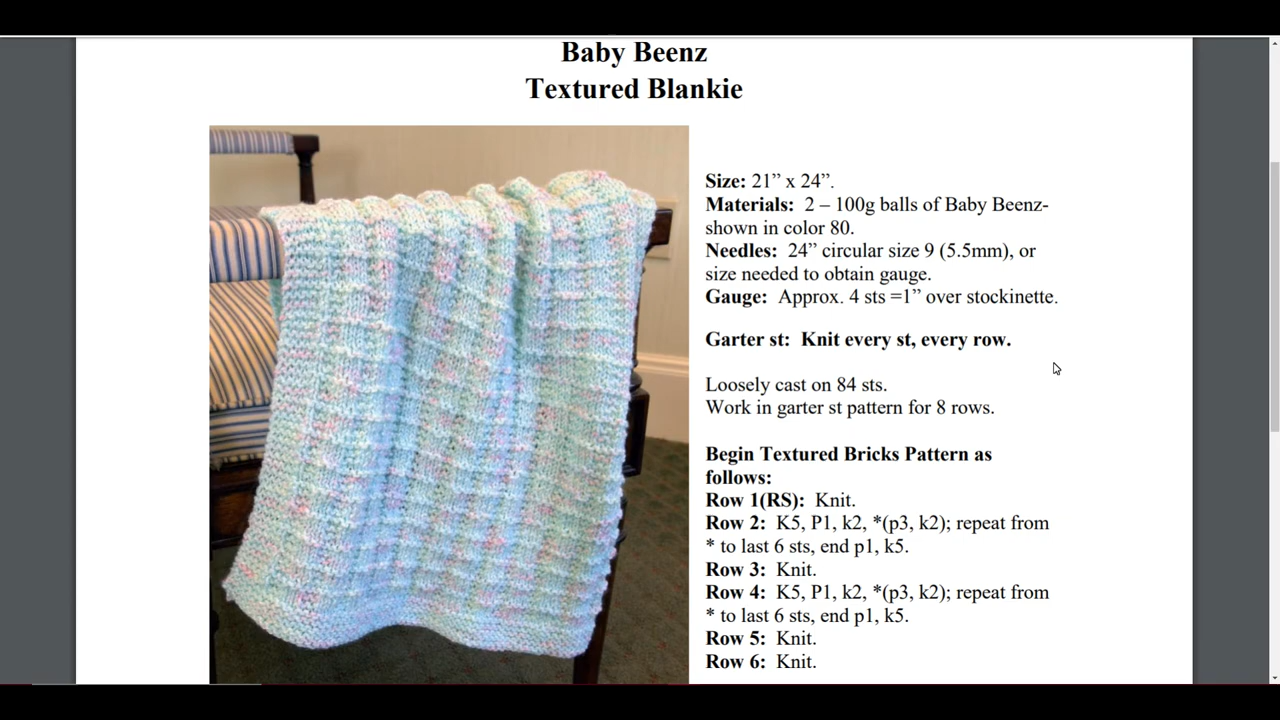 Baby Beenz
Textured Blankie
Size: 21” x 24”.
Materials: 2 – 100g balls of Baby Beenz-
shown in color 80.
Needles: 24” circular size 9 (5.5mm), or
size needed to obtain gauge.
Gauge: Approx. 4 sts =1” over stockinette.
Garter st: Knit every st, every row.
Loosely cast on 84 sts.
Work in garter st pattern for 8 rows.
Begin Textured Bricks Pattern as
follows:
Row 1(RS): Knit.
Row 2: K5, P1, k2, *(p3, k2); repeat from
* to last 6 sts, end p1, k5.
Row 3: Knit.
Row 4: K5, P1, k2, *(p3, k2); repeat from
* to last 6 sts, end p1, k5.
Row 5: Knit.
Row 6: Knit.